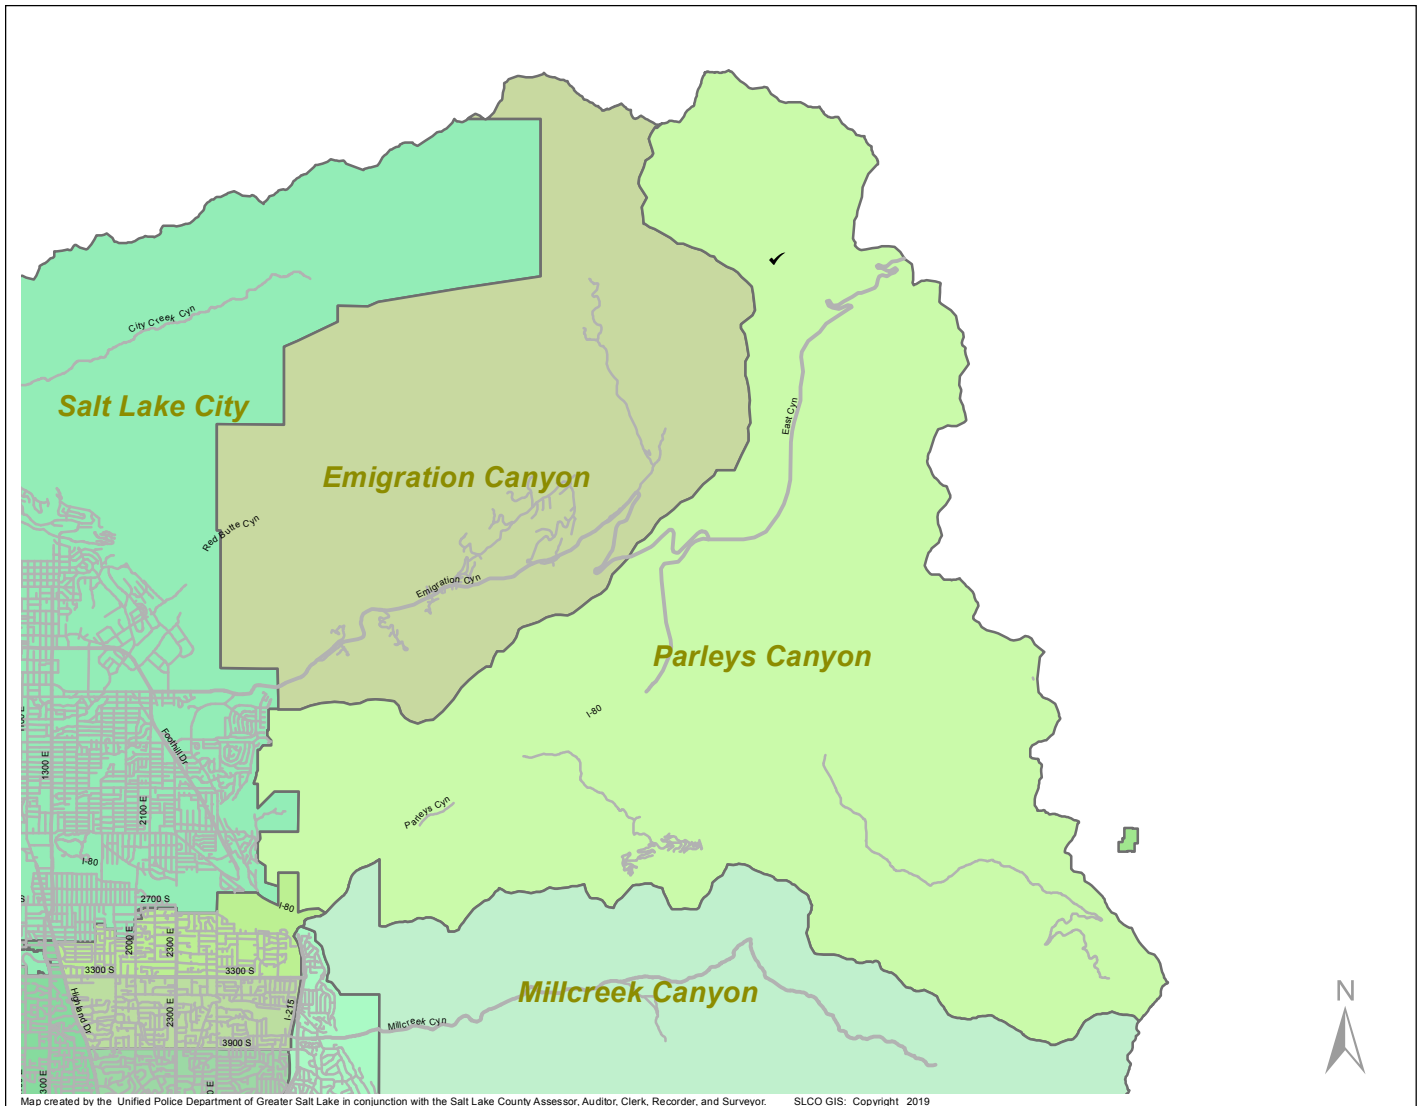 City Creek Cyn
Salt Lake City
East Cyn
Emigration Canyon
Red Butte Cyn
Emigration Cyn
Parleys Canyon
I-80
Foothill Dr
1300 E
2100 E
Parleys Cyn
I-80
S
2700 S
I-80
2000 E
2300 E
3300 S
3300 S
Highland Dr
2300 E
I-215
Millcreek Canyon
Millcreek Cyn
3900 S
N
Map created by the Unified Police Department of Greater Salt Lake in conjunction with the Salt Lake County Assessor, Auditor, Clerk, Recorder, and Surveyor. SLCO GIS: Copyright 2019